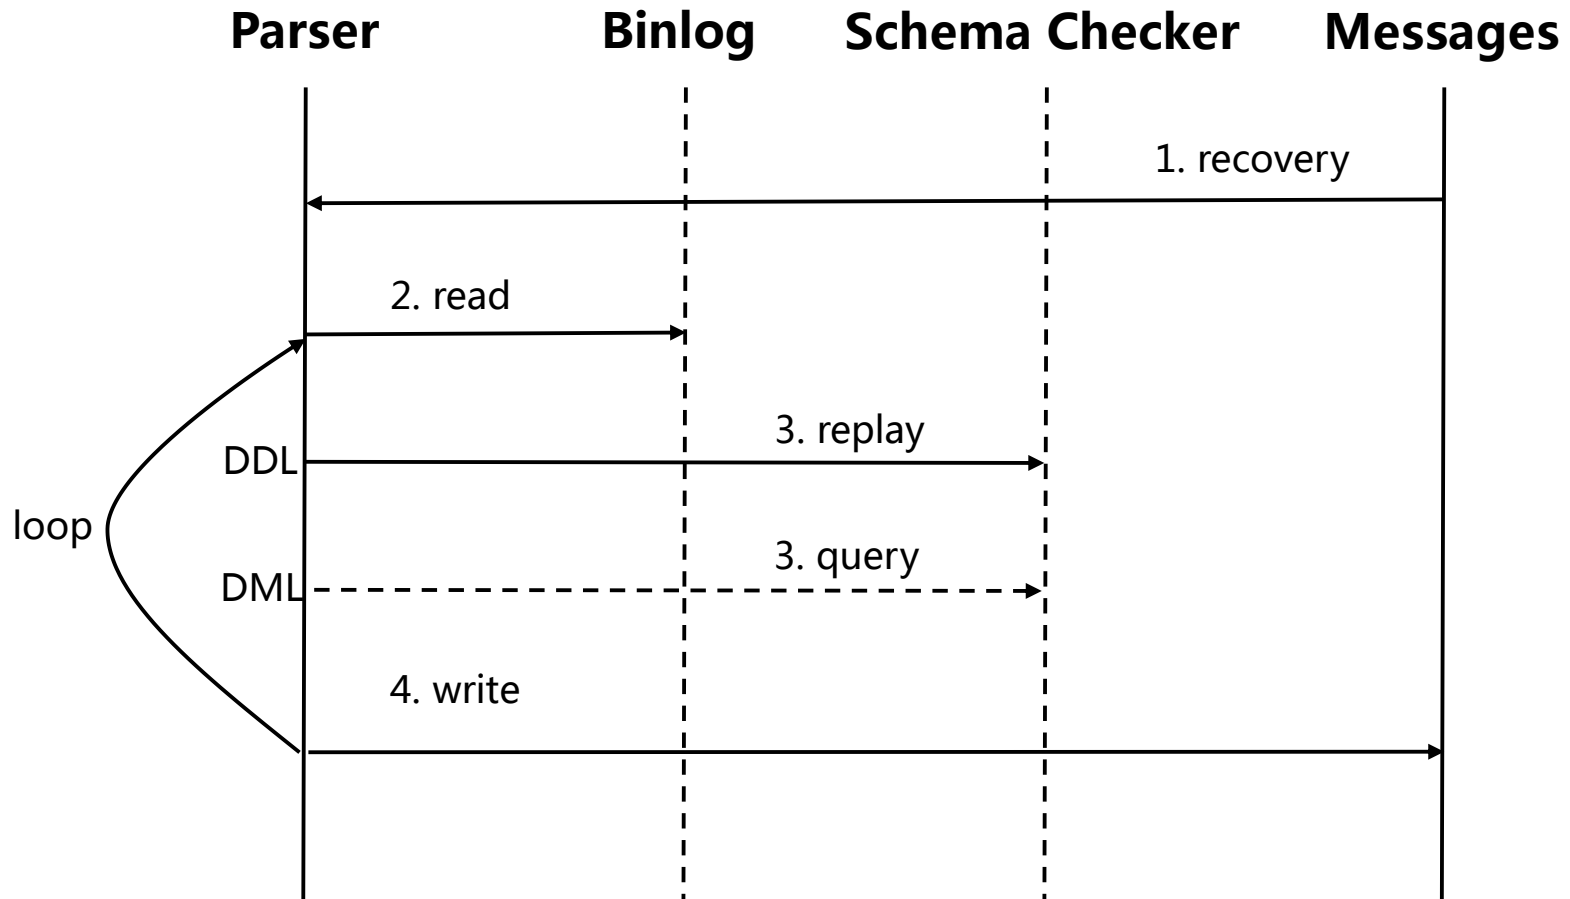 Parser
Binlog
Schema Checker
Messages
1. recovery
2. read
3. replay
DDL
loop
3. query
DML
4. write